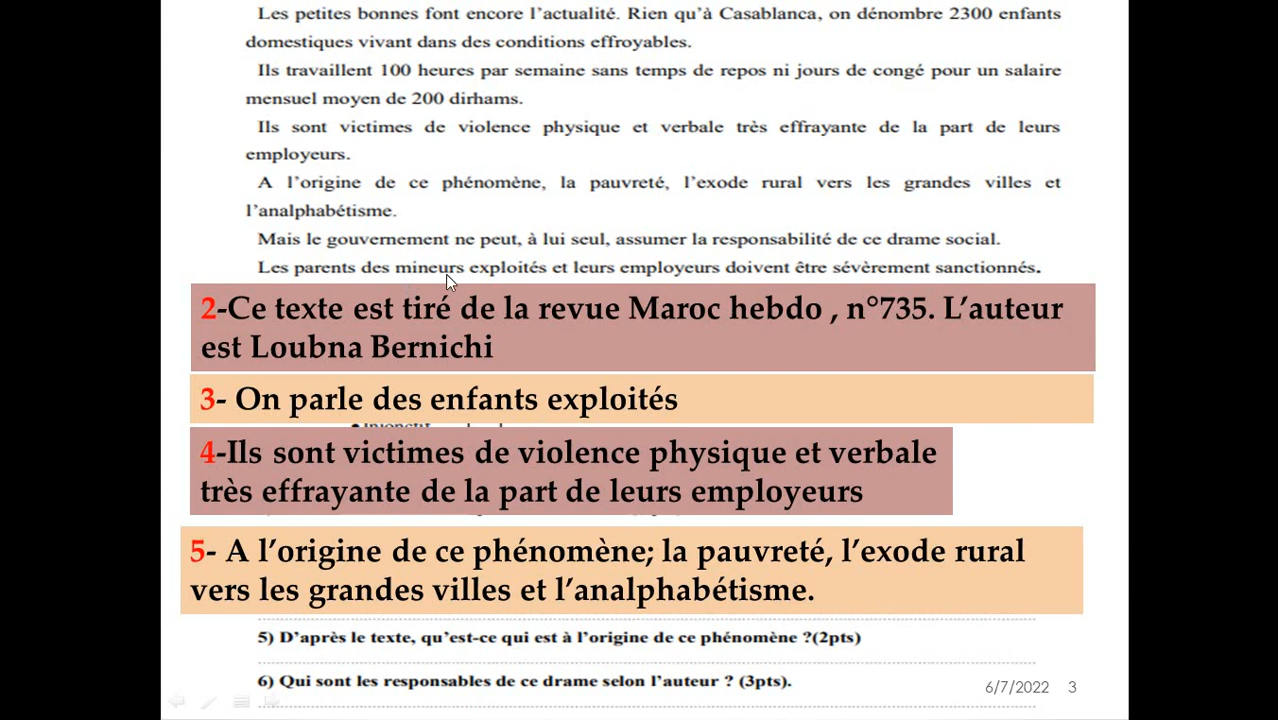 Les petites bonnes font encore l'actualité. Rien qu'à Casablanca, on dénombre 2300 enfants
domestiques vivant dans des conditions effroyables.
Ils travaillent 100 heures par semaine sans temps de repos ni jours de congé pour un salaire
mensuel moyen de 200 dirhams.
Ils sont victimes de violence physique et verbale très effrayante de la part de leurs
employeurs.
A l'origine de ce phénomène, la pauvreté, l'exode rural vers les grandes villes et
l'analphabétisme.
Mais le gouvernement ne peut, à lui seul, assumer la responsabilité de ce drame social.
Les parents des mineurs exploités et leurs employeurs doivent être sévèrement sanctionnés.
2-Ce texte est tiré de la revue Maroc hebdo , n°735. L'auteur
est Loubna Bernichi
3- On parle des enfants exploités
4-Ils sont victimes de violence physique et verbale
très effrayante de la part de leurs employeurs
5- A l'origine de ce phénomène; la pauvreté, l'exode rural
vers les grandes villes et l'analphabétisme.
5) D'après le texte, qu'est-ce qui est à l'origine de ce phénomène ?(2pts)
6) Qui sont les responsables de ce drame selon l'auteur ? (3pts).
6/7/2022 3